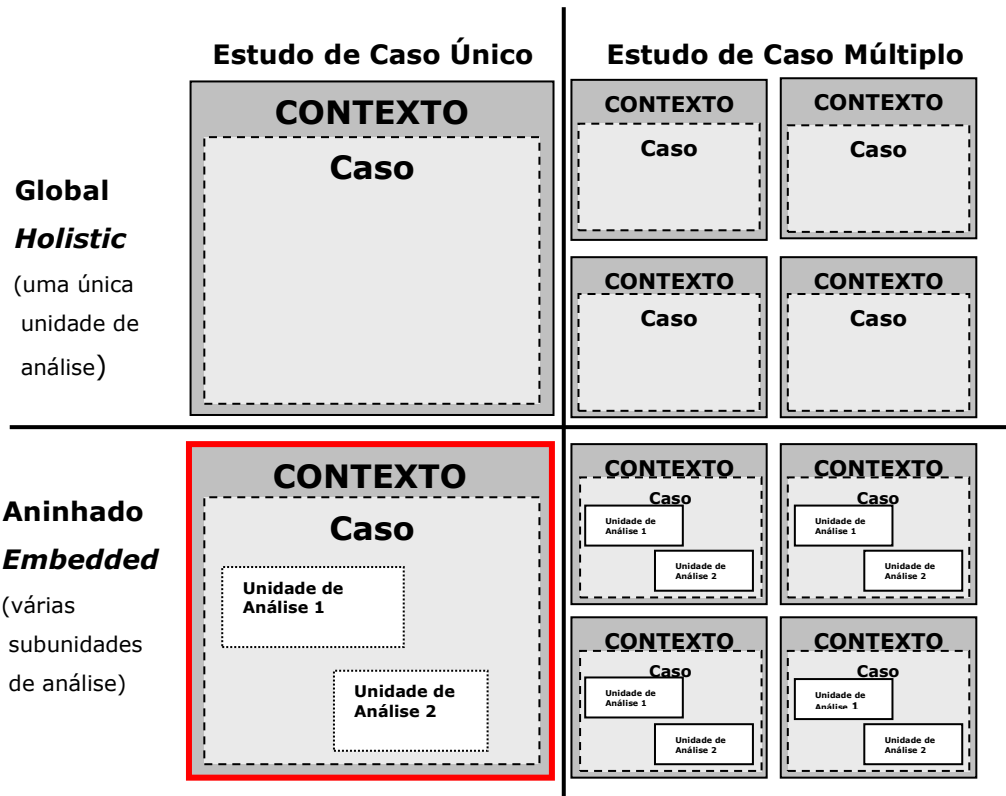 Estudo de Caso Único
Estudo de Caso Múltiplo
Global
Holistic
(uma única
unidade de
análise)
CONTEXTO
Caso
CONTEXTO
Caso
CONTEXTO
Caso
CONTEXTO
Caso
CONTEXTO
Caso
Aninhado
Embedded
(várias
subunidades
de análise)
CONTEXTO
Caso
Unidade de
Análise 1
Unidade de
Análise 2
CONTEXTO
Caso
Unidade de
Análise 1
Unidade de
Análise 2
CONTEXTO
Caso
Unidade de
Análise 1
Unidade de
Análise 2
CONTEXTO
Caso
Unidade de
Análise 1
Unidade de
Análise 2
CONTEXTO
Caso
Unidade de
Análise 1
Unidade de
Análise 2